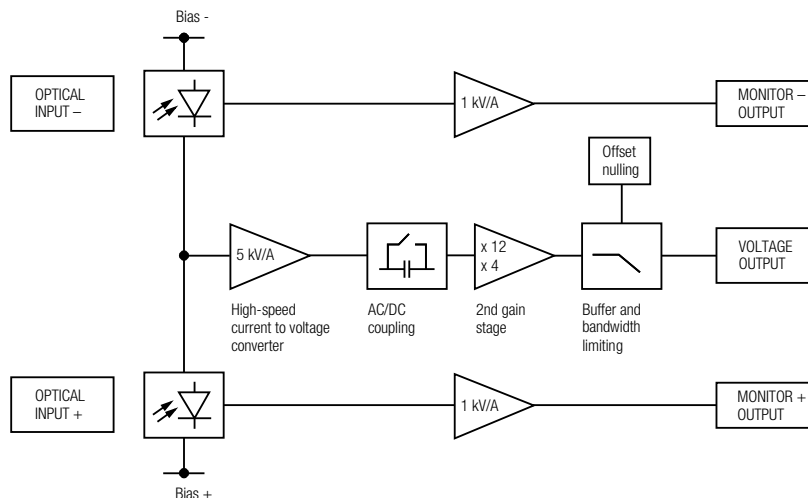 Bias -
OPTICAL
INPUT –
1 kV/A
MONITOR –
OUTPUT
Offset
nulling
5 kV/A
x 12
x 4
VOLTAGE
OUTPUT
High-speed
current to voltage
converter
AC/DC
coupling
2nd gain
stage
Buffer and
bandwidth
limiting
OPTICAL
INPUT +
1 kV/A
MONITOR +
OUTPUT
Bias +